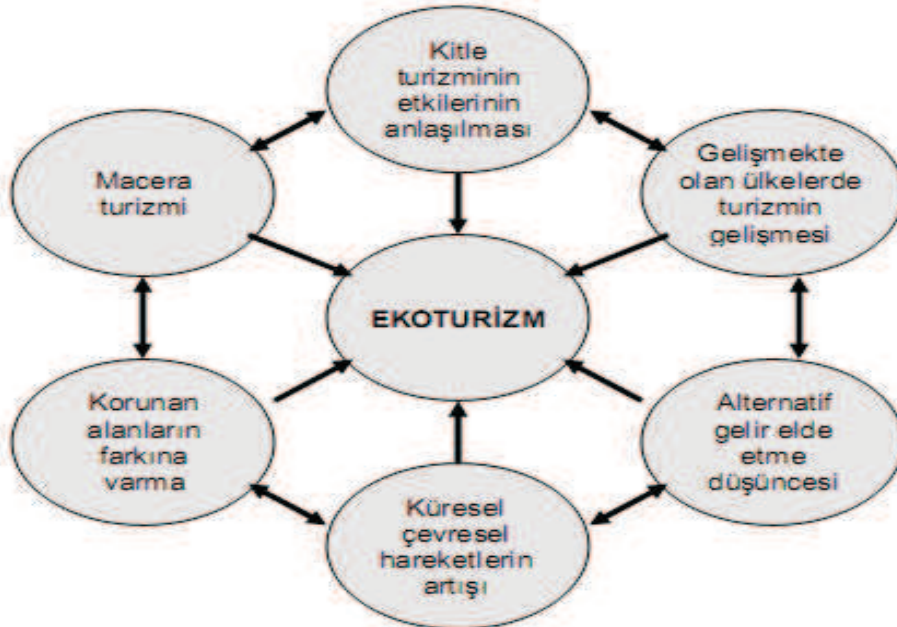 Kitle
turizminin
etkilerinin
anlaşılması
Macera
turizmi
Gelişmekte
olan ülkelerde
turizmin
gelişmesi
EKOTURİZM
Korunan
alanların
farkına
varma
Alternatif
gelir elde
etme
düşüncesi
Küresel
çevresel
hareketlerin
artışı